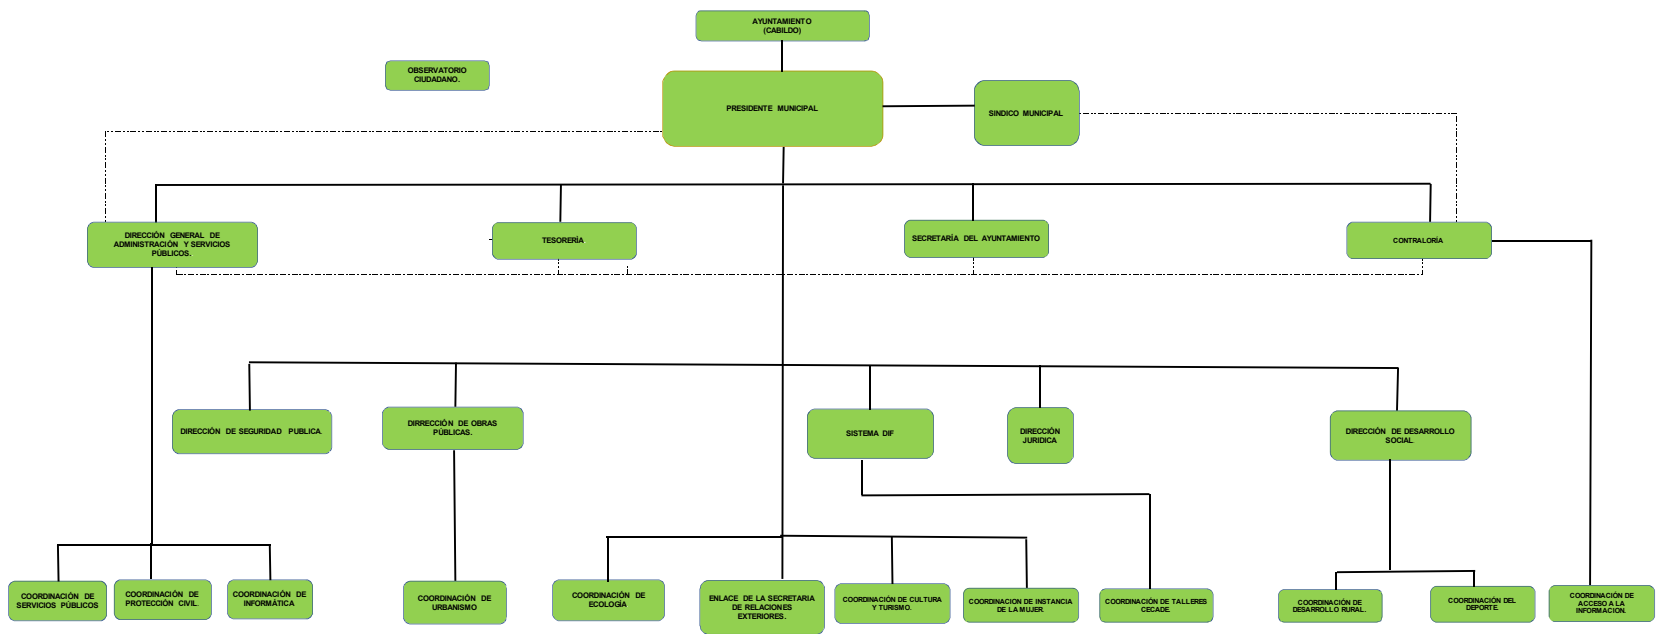 AYUNTAMIENTO
(CABILDO)
OBSERVATORIO
CIUDADANO.
PRESIDENTE MUNICIPAL
SINDICO MUNICIPAL
DIRECCIÓN GENERAL DE
ADMINISTRACIÓN Y SERVICIOS
PÚBLICOS.
TESORERÍA
SECRETARÍA DEL AYUNTAMIENTO
CONTRALORÍA
DIRECCIÓN DE SEGURIDAD PUBLICA.
DIRRECCIÓN DE OBRAS
PÚBLICAS.
SISTEMA DIF
DIRECCIÓN
JURIDICA
DIRECCIÓN DE DESARROLLO
SOCIAL.
COORDINACIÓN DE
SERVICIOS PÚBLICOS
COORDINACIÓN DE
PROTECCIÓN CIVIL.
COORDINACIÓN DE
INFORMÁTICA
COORDINACIÓN DE
URBANISMO
COORDINACIÓN DE
ECOLOGÍA
ENLACE DE LA SECRETARIA
DE RELACIONES
EXTERIORES.
COORDINACIÓN DE CULTURA
Y TURISMO.
COORDINACION DE INSTANCIA
DE LA MUJER.
COORDINACIÓN DE TALLERES
CECADE.
COORDINACIÓN DE
DESARROLLO RURAL.
COORDINACIÓN DEL
DEPORTE.
COORDINACIÓN DE
ACCESO A LA
INFORMACION.